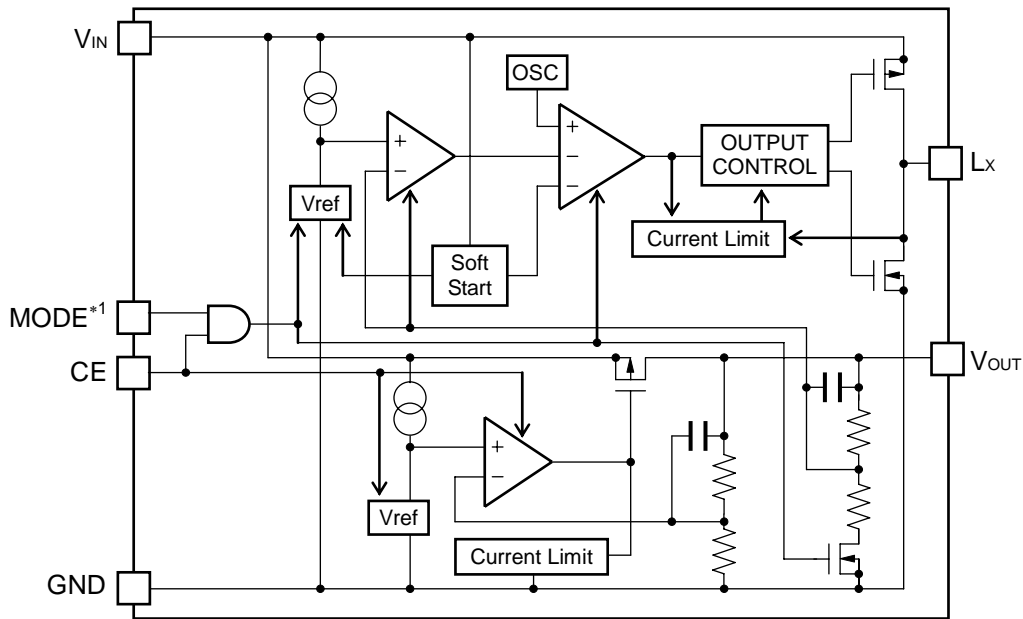 VIN
OSC
+
−
+
−
−
OUTPUT
CONTROL
LX
Vref
Current Limit
Soft
Start
MODE*1
CE
VOUT
+
−
Vref
Current Limit
GND